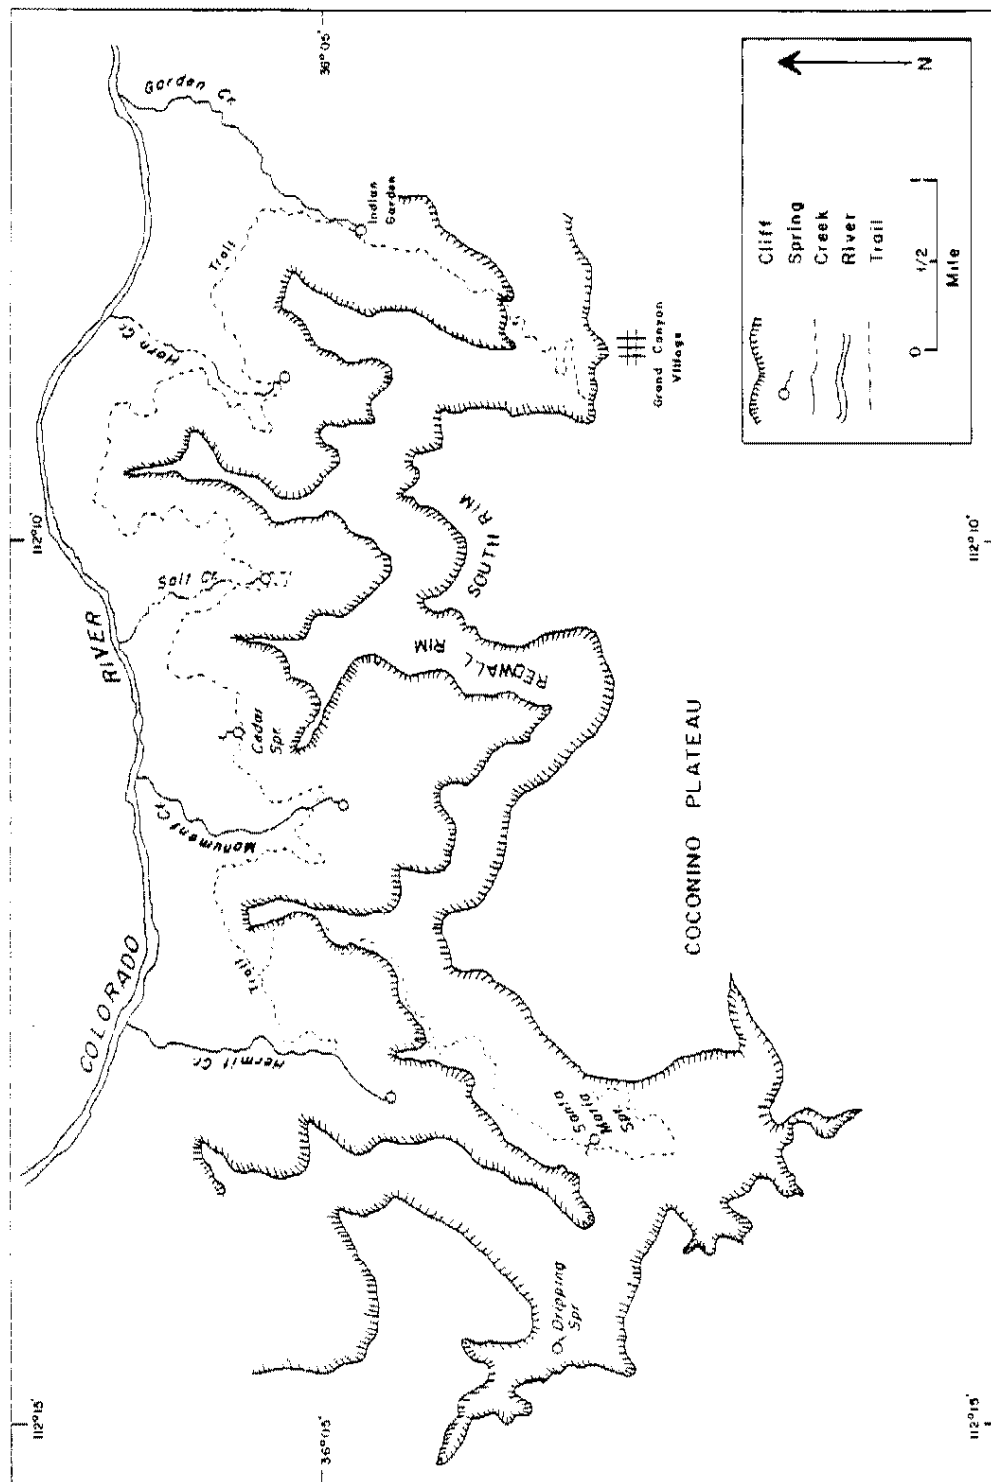 112°15'
112°10'
36°05'
36°05'
COLORADO
RIVER
Hermit Cr.
Trail
Monument Cr.
Cedar
Spr.
Salt Cr.
Horn Cr.
Trail
Garden Cr.
Indian
Garden
REDWALL
RIM
SOUTH RIM
Grand Canyon
Village
Dripping
Spr.
Santa
Maria
Spr.
COCONINO PLATEAU
112°15'
112°10'
Cliff
Spring
Creek
River
Trail
0
1/2
1
Mile
N